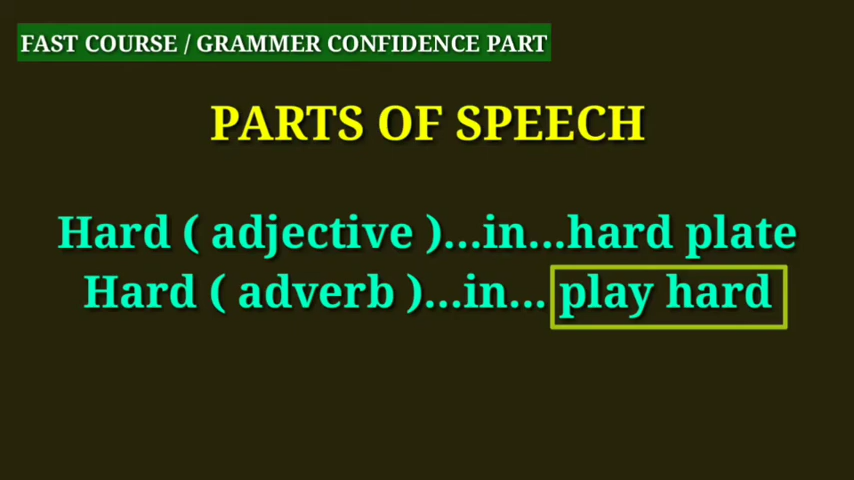 FAST COURSE / GRAMMER CONFIDENCE PART
PARTS OF SPEECH
Hard ( adjective )...in...hard plate
Hard ( adverb )...in... play hard